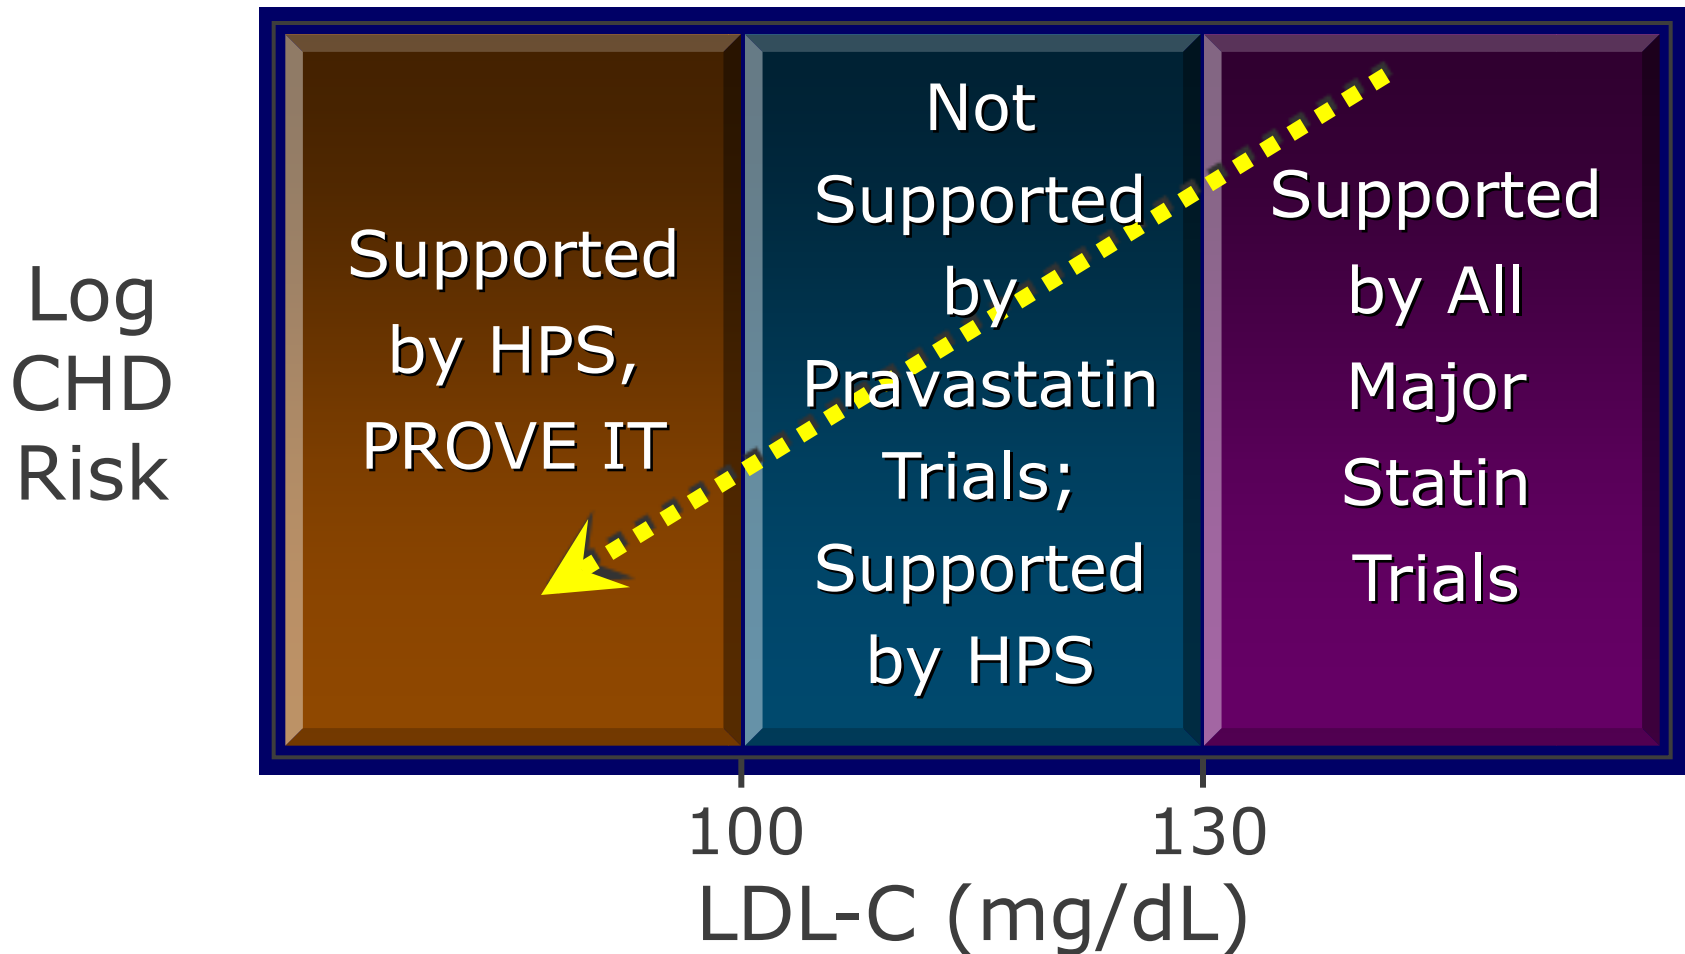 Log
CHD
Risk
Supported
by HPS,
PROVE IT
Not
Supported
by
Pravastatin
Trials;
Supported
by HPS
Supported
by All
Major
Statin
Trials
100
130
LDL-C (mg/dL)